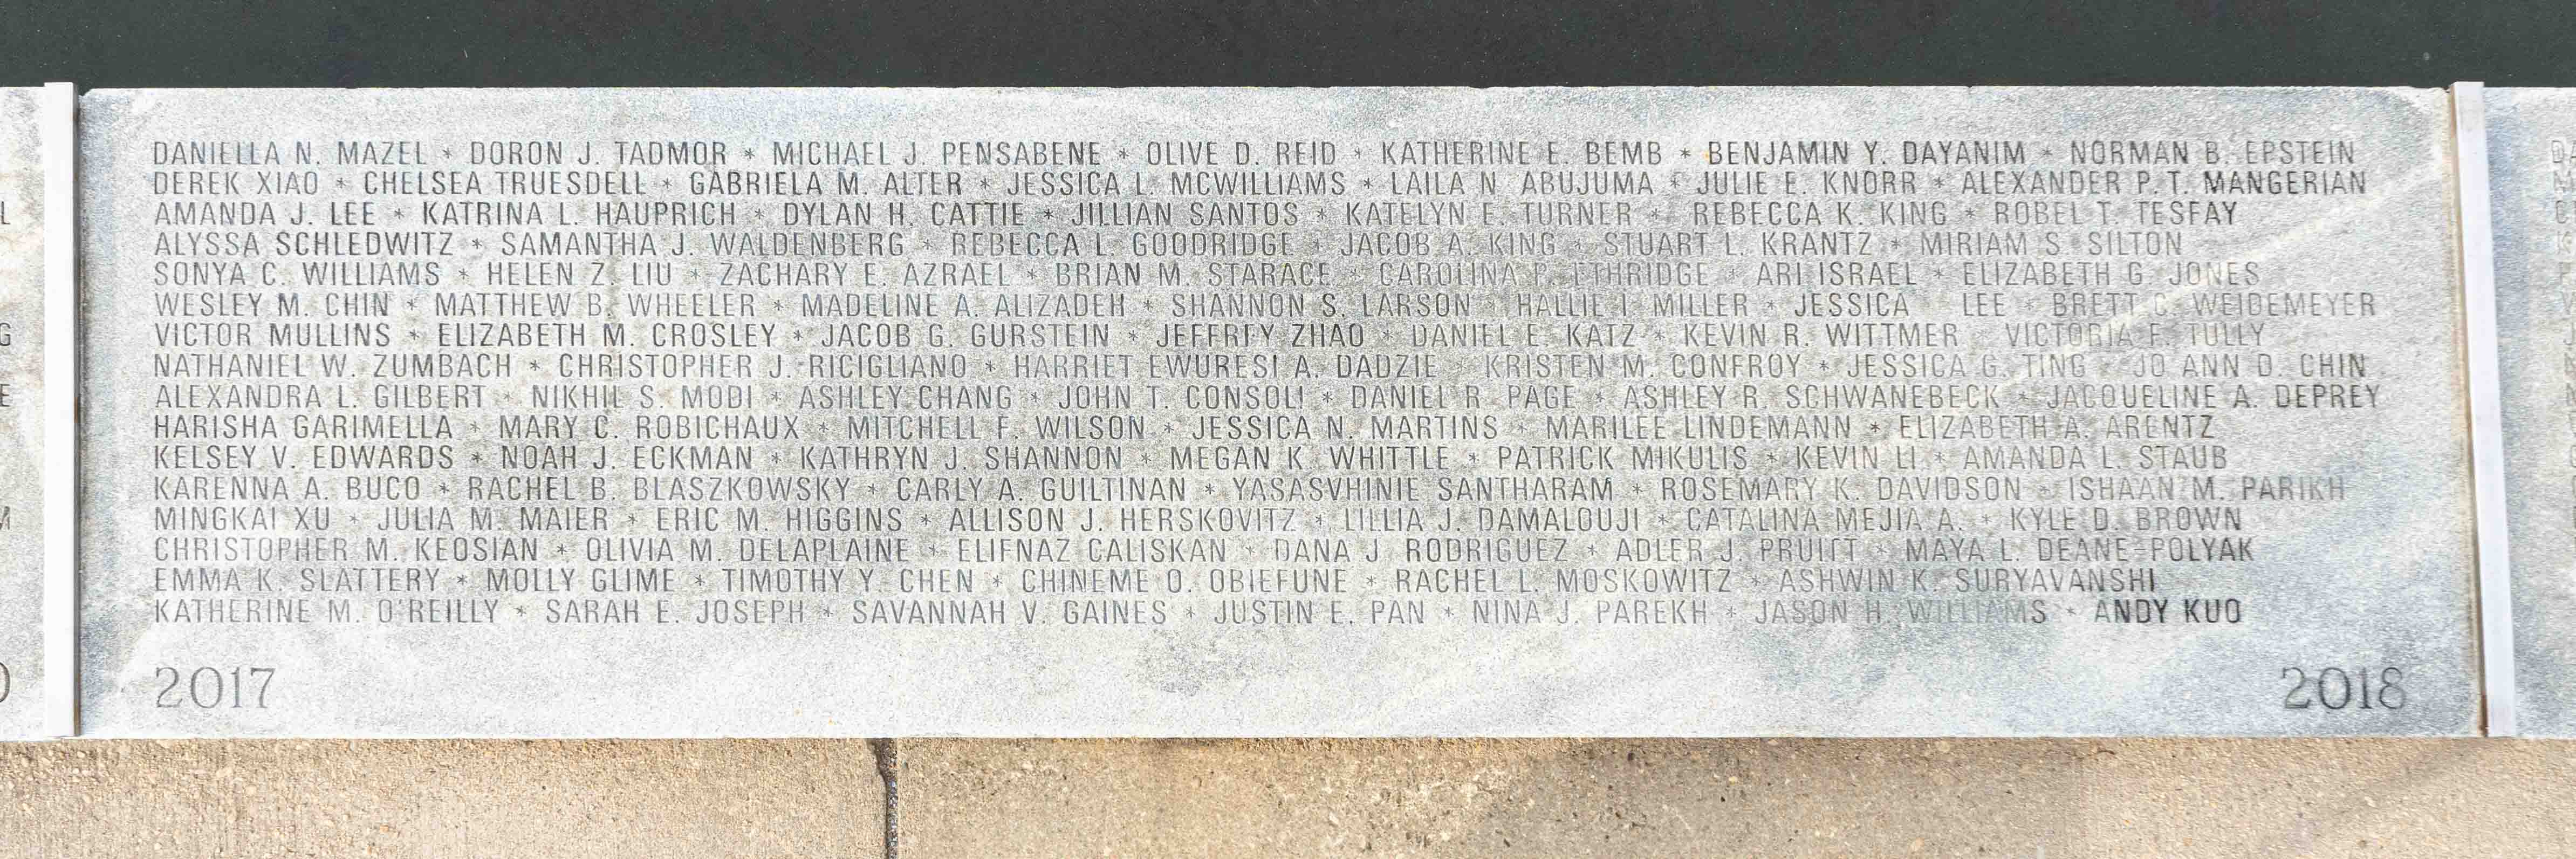 DANIELLA N. MAZEL * DORON J. TADMOR * MICHAEL J. PENSABENE * OLIVE D. REID * KATHERINE E. BEMB * BENJAMIN Y. DAYANIM * NORMAN B. EPSTEIN
DEREK XIAO * CHELSEA TRUESDELL * GABRIELA M. ALTER * JESSICA L. MCWILLIAMS * LAILA N. ABUJUMA * JULIE E. KNORR * ALEXANDER P.T. MANGERIAN
AMANDA J. LEE * KATRINA L. HAUPRICH * DYLAN H. CATTIE * JILLIAN SANTOS * KATELYN E. TURNER * REBECCA K. KING * ROBEL T. TESFAY
ALYSSA SCHLEDWITZ * SAMANTHA J. WALDENBERG * REBECCA L. GOODRIDGE * JACOB A. KING * STUART L. KRANTZ * MIRIAM S. SILTON
SONYA C. WILLIAMS * HELEN Z. LIU * ZACHARY E. AZRAEL * BRIAN M. STARACE * CAROLINA P. ETHRIDGE * ARI ISRAEL * ELIZABETH G. JONES
WESLEY M. CHIN * MATTHEW B. WHEELER * MADELINE A. ALIZADEH * SHANNON S. LARSON * HALLIE I. MILLER * JESSICA LEE * BRETT C. WEIDEMEYER
VICTOR MULLINS * ELIZABETH M. CROSLEY * JACOB G. GURSTEIN * JEFFREY ZHAO * DANIEL E. KATZ * KEVIN R. WITTMER * VICTORIA F. TULLY
NATHANIEL W. ZUMBACH * CHRISTOPHER J. RICIGLIANO * HARRIET EWURESI A. DADZIE * KRISTEN M. CONFROY * JESSICA G. TING * JO ANN D. CHIN
ALEXANDRA L. GILBERT * NIKHIL S. MODI * ASHLEY CHANG * JOHN T. CONSOLI * DANIEL R. PAGE * ASHLEY R. SCHWANEBECK * JACQUELINE A. DEPREY
HARISHA GARIMELLA * MARY C. ROBICHAUX * MITCHELL F. WILSON * JESSICA N. MARTINS * MARILEE LINDEMANN * ELIZABETH A. ARENTZ
KELSEY V. EDWARDS * NOAH J. ECKMAN * KATHRYN J. SHANNON * MEGAN K. WHITTLE * PATRICK MIKULIS * KEVIN LI * AMANDA L. STAUB
KARENNA A. BUCO * RACHEL B. BLASZKOWSKY * CARLY A. GUILTINAN * YASASVHINIE SANTHARAM * ROSEMARY K. DAVIDSON * ISHAAN M. PARIKH
MINGKAI XU * JULIA M. MAIER * ERIC M. HIGGINS * ALLISON J. HERSKOVITZ * LILLIA J. DAMALOUJI * CATALINA MEJIA A. * KYLE D. BROWN
CHRISTOPHER M. KEOSIAN * OLIVIA M. DELAPLAINE * ELIFNAZ CALISKAN * DANA J. RODRIGUEZ * ADLER J. PRUITT * MAYA L. DEANE-POLYAK
EMMA K. SLATTERY * MOLLY GLIME * TIMOTHY Y. CHEN * CHINEME O. OBIEFUNE * RACHEL L. MOSKOWITZ * ASHWIN K. SURYAVANSHI
KATHERINE M. O'REILLY * SARAH E. JOSEPH * SAVANNAH V. GAINES * JUSTIN E. PAN * NINA J. PAREKH * JASON H. WILLIAMS * ANDY KUO
2017 2018